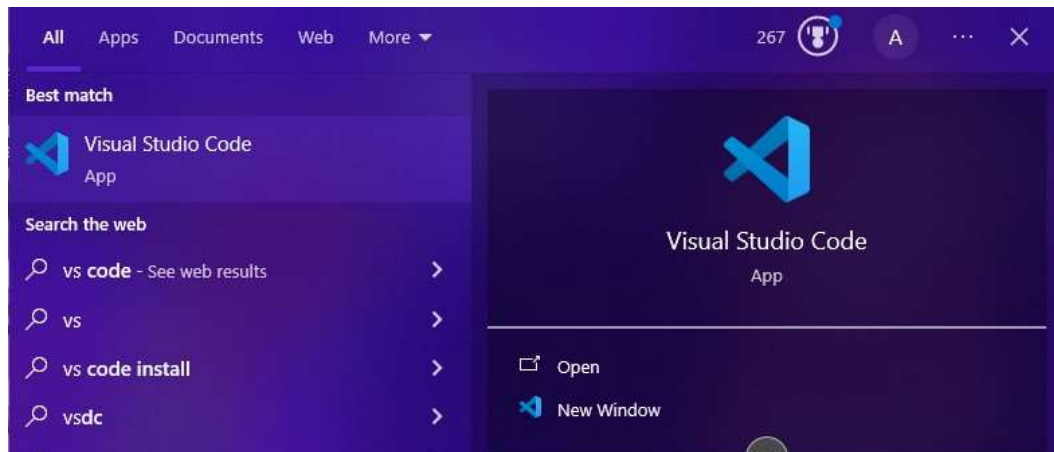 All Apps Documents Web More 267 A ...
Best match
Visual Studio Code
App
Search the web
vs code - See web results
vs
vs code install
vsdc
Visual Studio Code
App
Open
New Window